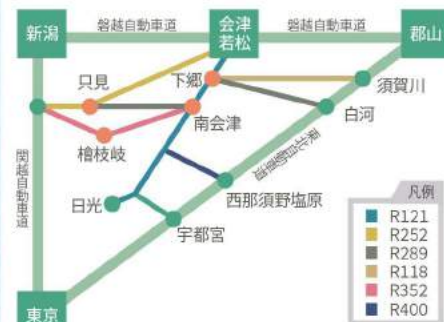 新潟
磐越自動車道
会津
若松
磐越自動車道
郡山
只見
下郷
須賀川
南会津
白河
檜枝岐
東北自動車道
関越自動車道
日光
西那須野塩原
宇都宮
東京
凡例
R121
R252
R289
R118
R352
R400